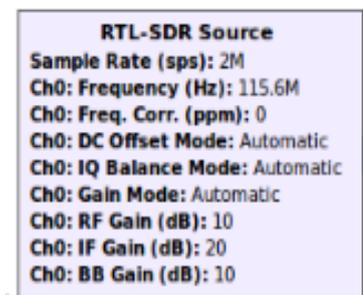 RTL-SDR Source
Sample Rate (sps): 2M
Ch0: Frequency (Hz): 115.6M
Ch0: Freq. Corr. (ppm): 0
Ch0: DC Offset Mode: Automatic
Ch0: IQ Balance Mode: Automatic
Ch0: Gain Mode: Automatic
Ch0: RF Gain (dB): 10
Ch0: IF Gain (dB): 20
Ch0: BB Gain (dB): 10